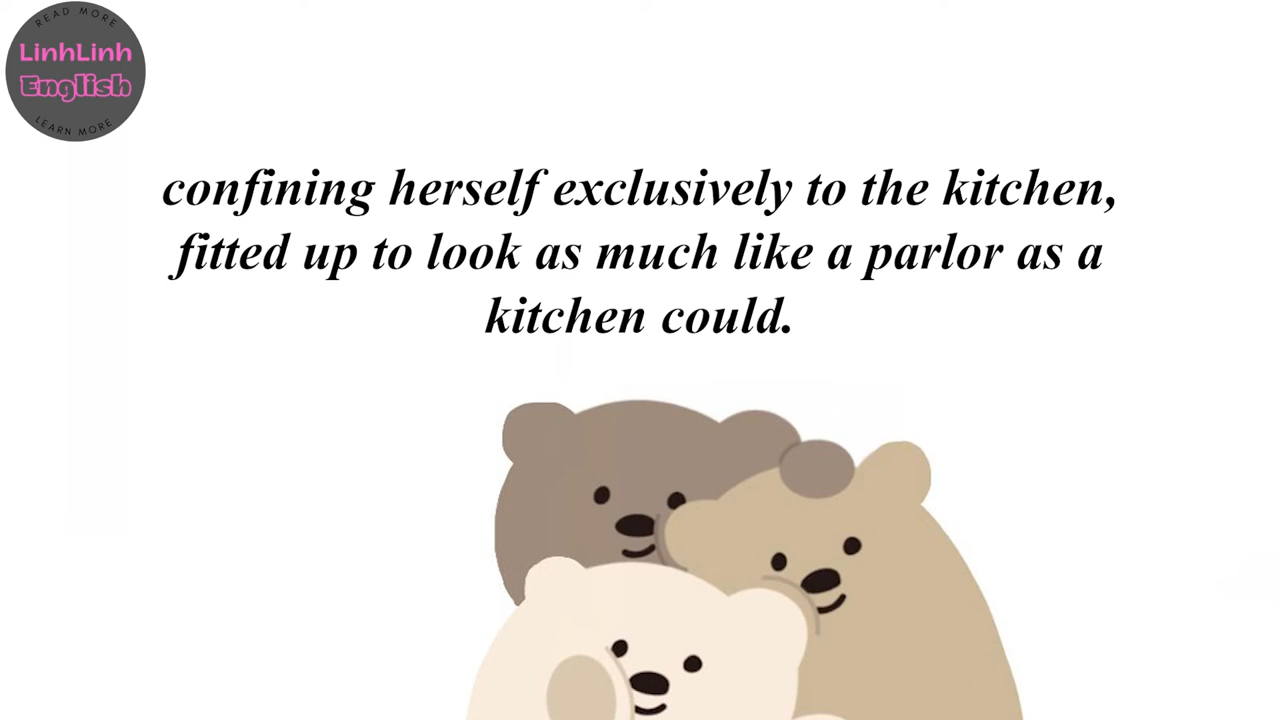 READ MORE
LinhLinh
English
LEARN MORE
confining herself exclusively to the kitchen,
fitted up to look as much like a parlor as a
kitchen could.